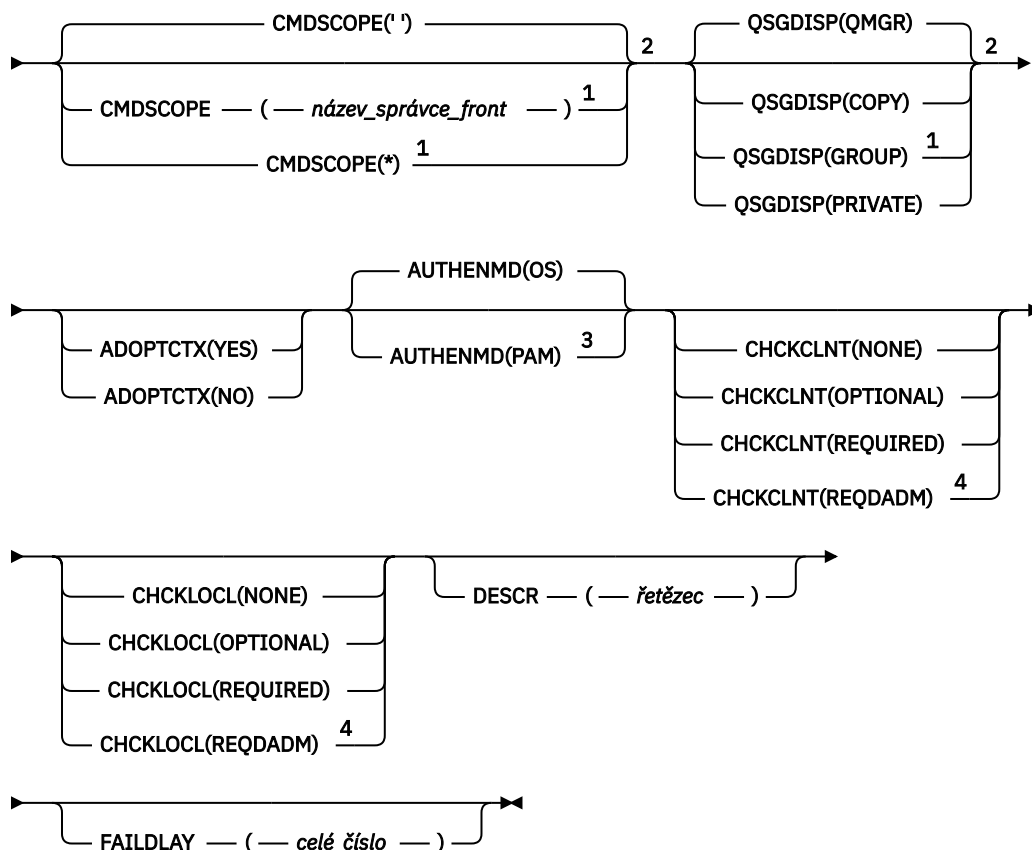 CMDSCOPE(' ')
2
CMDSCOPE ( název_správce_front ) 1
CMDSCOPE(*) 1
QSGDISP(QMGR)
2
QSGDISP(COPY)
QSGDISP(GROUP) 1
QSGDISP(PRIVATE)
ADOPTCTX(YES)
ADOPTCTX(NO)
AUTHENMD(OS)
AUTHENMD(PAM) 3
CHCKCLNT(NONE)
CHCKCLNT(OPTIONAL)
CHCKCLNT(REQUIRED)
CHCKCLNT(REQDADM) 4
CHCKLOCL(NONE)
CHCKLOCL(OPTIONAL)
CHCKLOCL(REQUIRED)
CHCKLOCL(REQDADM) 4
DESCR ( řetězec )
FAILDLAY ( celé číslo )